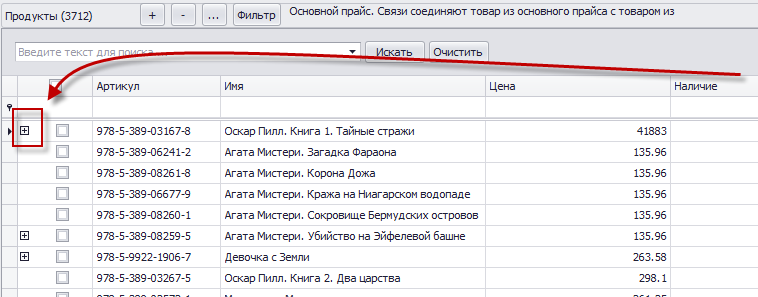 Продукты (3712) + - ... Фильтр Основной прайс. Связи соединяют товар из основного прайса с товаром из
Введите текст для поиска... Искать Очистить
Артикул Имя Цена Наличие
978-5-389-03167-8 Оскар Пилл. Книга 1. Тайные стражи 41883
978-5-389-06241-2 Агата Мистери. Загадка Фараона 135.96
978-5-389-08261-8 Агата Мистери. Корона Дожа 135.96
978-5-389-06677-9 Агата Мистери. Кража на Ниагарском водопаде 135.96
978-5-389-08260-1 Агата Мистери. Сокровище Бермудских островов 135.96
978-5-389-08259-5 Агата Мистери. Убийство на Эйфелевой башне 135.96
978-5-9922-1906-7 Девочка с Земли 263.58
978-5-389-03267-5 Оскар Пилл. Книга 2. Два царства 298.1